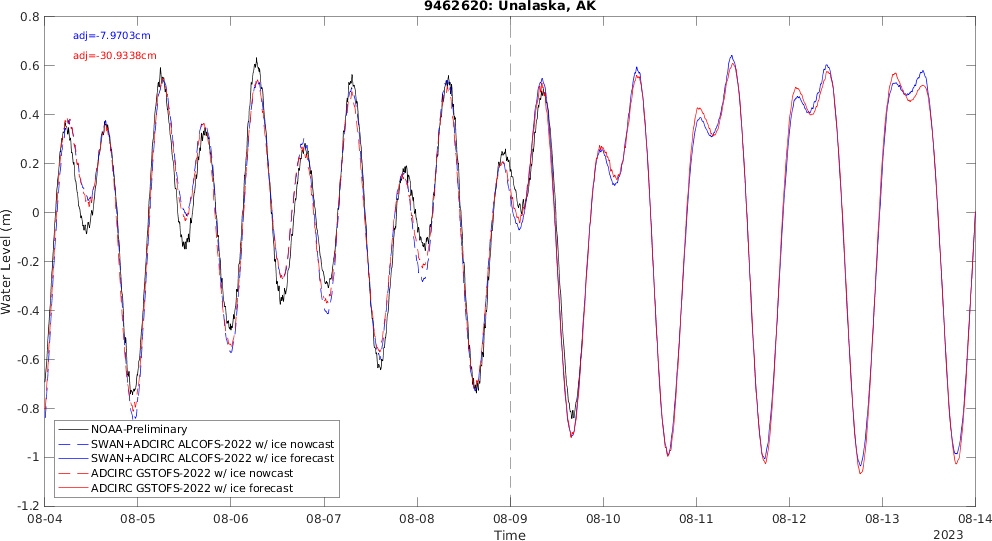 9462620: Unalaska, AK
adj=-7.9703cm
adj=-30.9338cm
Water Level (m)
0.8
0.6
0.4
0.2
0
-0.2
-0.4
-0.6
-0.8
-1
-1.2
NOAA-Preliminary
SWAN+ADCIRC ALCOFS-2022 w/ ice nowcast
SWAN+ADCIRC ALCOFS-2022 w/ ice forecast
ADCIRC GSTOFS-2022 w/ ice nowcast
ADCIRC GSTOFS-2022 w/ ice forecast
08-04 08-05 08-06 08-07 08-08 08-09 08-10 08-11 08-12 08-13 08-14
Time
2023